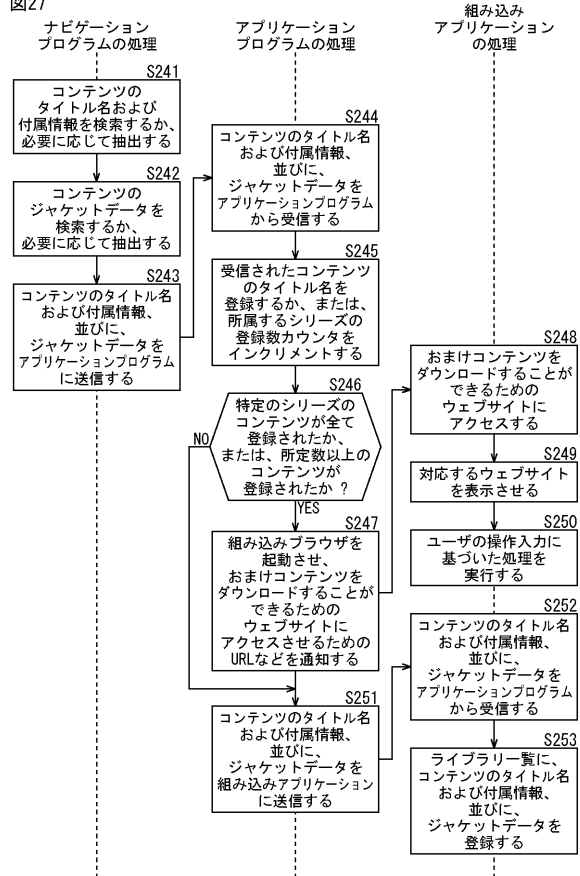 図27
ナビゲーション
プログラムの処理
アプリケーション
プログラムの処理
組み込み
アプリケーション
の処理
S241
コンテンツの
タイトル名および
付属情報を検索するか、
必要に応じて抽出する
S242
コンテンツの
ジャケットデータを
検索するか、
必要に応じて抽出する
S243
コンテンツのタイトル名
および付属情報、
並びに、
ジャケットデータを
アプリケーションプログラム
に送信する
S244
コンテンツのタイトル名
および付属情報、
並びに、
ジャケットデータを
アプリケーションプログラム
から受信する
S245
受信されたコンテンツ
のタイトル名を
登録するか、または、
所属するシリーズの
登録数カウンタを
インクリメントする
S246
特定のシリーズの
コンテンツが全て
登録されたか、
または、所定数以上の
コンテンツが
登録されたか ?
NO
YES
S247
組み込みブラウザを
起動させ、
おまけコンテンツを
ダウンロードすることが
できるための
ウェブサイトに
アクセスさせるための
URLなどを通知する
S248
おまけコンテンツを
ダウンロードすることが
できるための
ウェブサイトに
アクセスする
S249
対応するウェブサイト
を表示させる
S250
ユーザの操作入力に
基づいた処理を
実行する
S251
コンテンツのタイトル名
および付属情報、
並びに、
ジャケットデータを
組み込みアプリケーション
に送信する
S252
コンテンツのタイトル名
および付属情報、
並びに、
ジャケットデータを
アプリケーションプログラム
から受信する
S253
ライブラリ一覧に、
コンテンツのタイトル名
および付属情報、
並びに、
ジャケットデータを
登録する